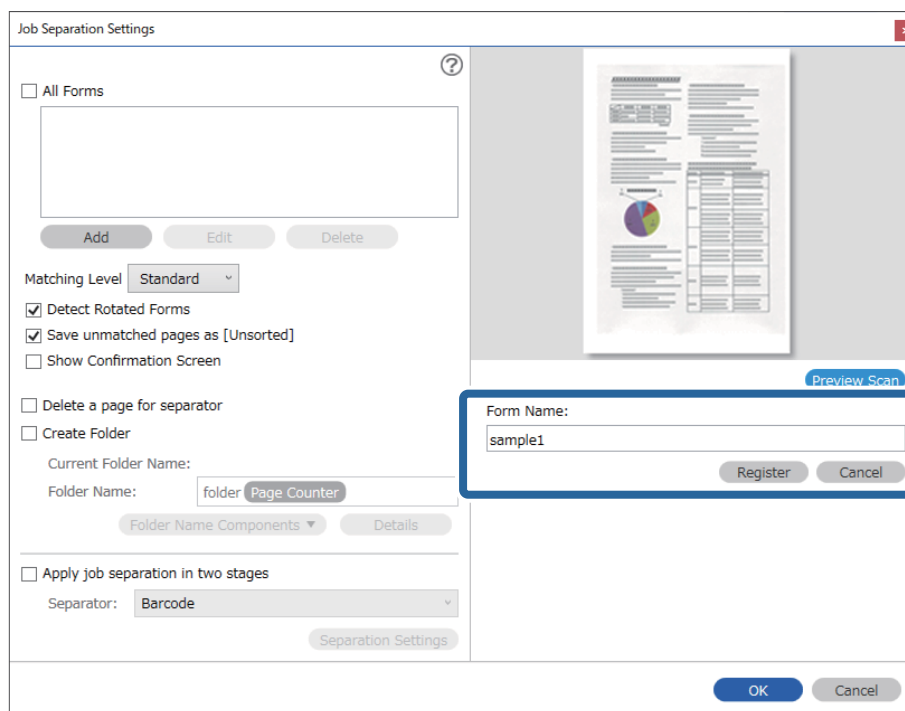 Job Separation Settings
All Forms
Add Edit Delete
Matching Level Standard
Detect Rotated Forms
Save unmatched pages as [Unsorted]
Show Confirmation Screen
Delete a page for separator
Create Folder
Current Folder Name:
Folder Name: folder Page Counter
Folder Name Components ▼ Details
Apply job separation in two stages
Separator: Barcode
Separation Settings
Preview Scan
Form Name:
sample1
Register Cancel
OK Cancel